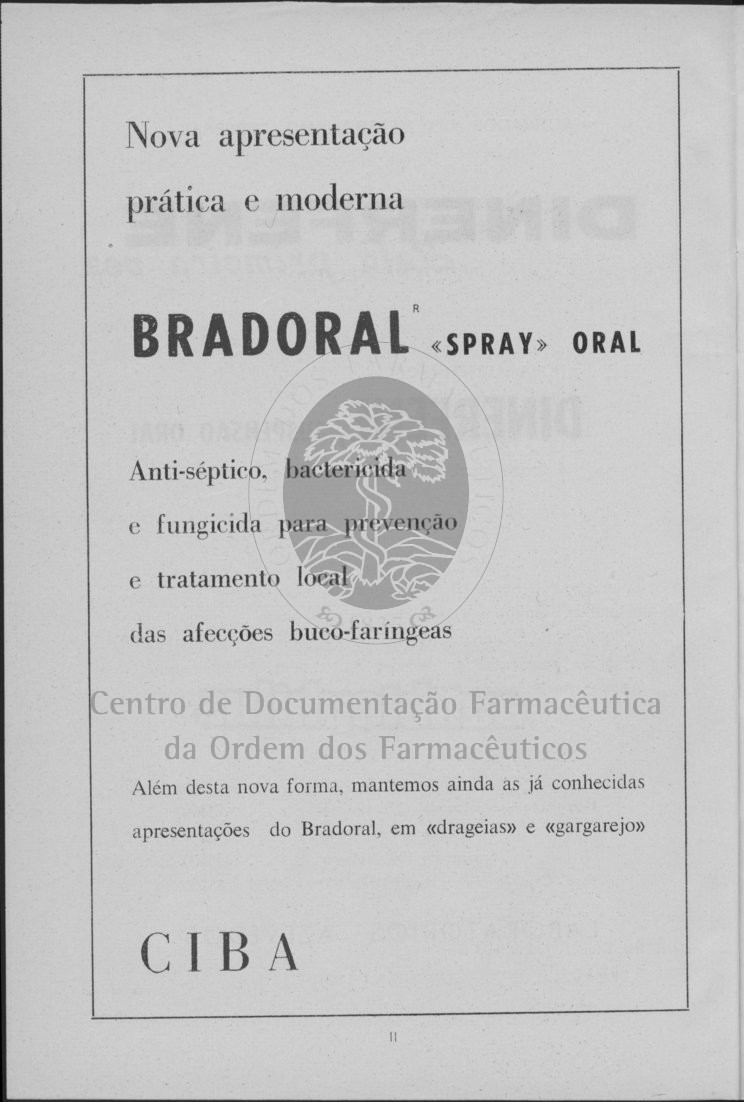 Nova apresentação
prática e moderna
BRADORAL® «SPRAY» ORAL
Anti-séptico, bactericida
e fungicida para prevenção
e tratamento local
das afecções buco-faríngeas
Centro de Documentação Farmacêutica
da Ordem dos Farmacêuticos
Além desta nova forma, mantemos ainda as já conhecidas
apresentações do Bradoral, em «drageias» e «gargarejo»
CIBA
II